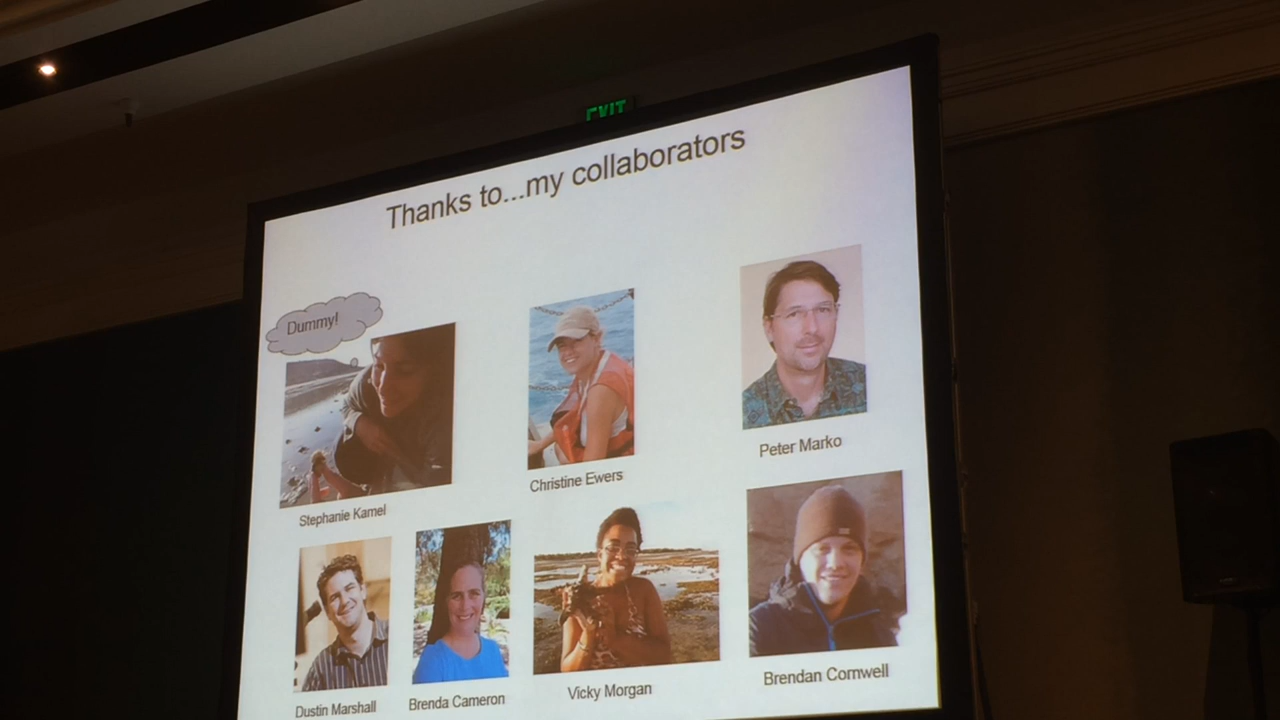 EXIT
Thanks to...my collaborators
Dummy!
Stephanie Kamel
Christine Ewers
Peter Marko
Dustin Marshall
Brenda Cameron
Vicky Morgan
Brendan Cornwell